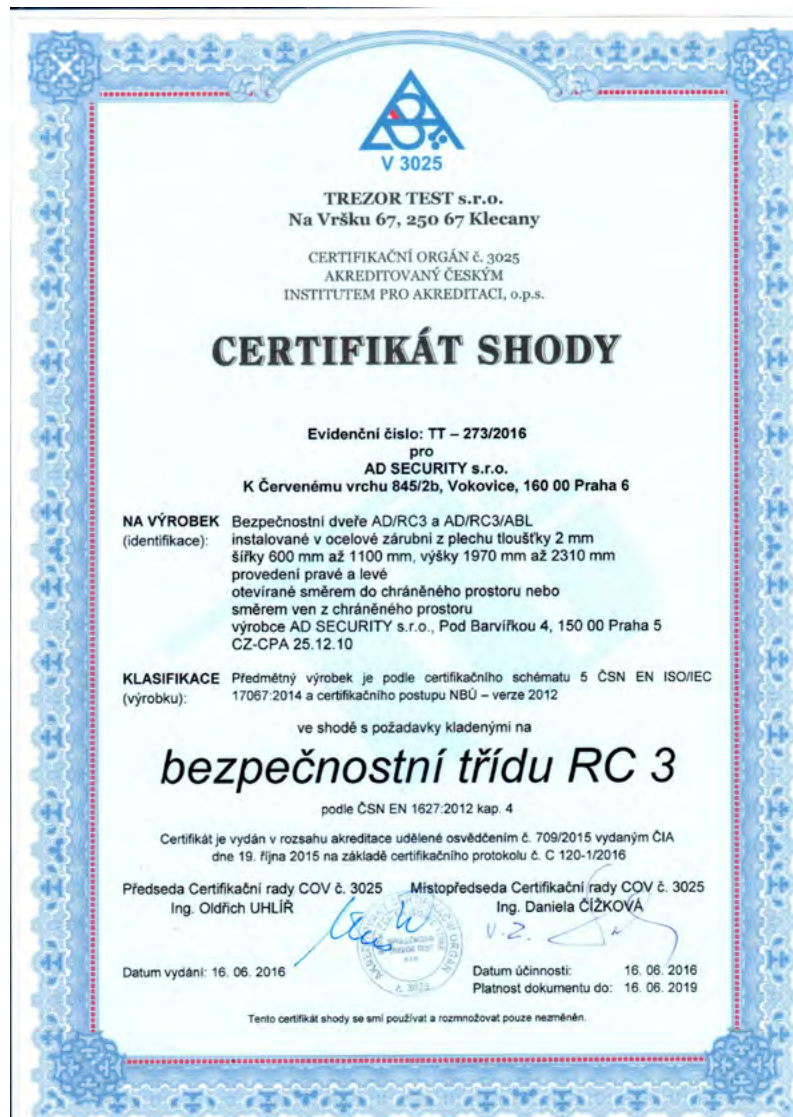 V 3025
TREZOR TEST s.r.o.
Na Vršku 67, 250 67 Klecany
CERTIFIKAČNÍ ORGÁN č. 3025
AKREDITOVANÝ ČESKÝM
INSTITUTEM PRO AKREDITACI, o.p.s.
CERTIFIKÁT SHODY
Evidenční číslo: TT – 273/2016
pro
AD SECURITY s.r.o.
K Červenému vrchu 845/2b, Vokovice, 160 00 Praha 6
NA VÝROBEK Bezpečnostní dveře AD/RC3 a AD/RC3/ABL
(identifikace): instalované v ocelové zárubni z plechu tloušťky 2 mm
šířky 600 mm až 1100 mm, výšky 1970 mm až 2310 mm
provedení pravé a levé
otevírané směrem do chráněného prostoru nebo
směrem ven z chráněného prostoru
výrobce AD SECURITY s.r.o., Pod Barvířkou 4, 150 00 Praha 5
CZ-CPA 25.12.10
KLASIFIKACE Předmětný výrobek je podle certifikačního schématu 5 ČSN EN ISO/IEC
(výrobku): 17067:2014 a certifikačního postupu NBÚ – verze 2012
ve shodě s požadavky kladenými na
bezpečnostní třídu RC 3
podle ČSN EN 1627:2012 kap. 4
Certifikát je vydán v rozsahu akreditace udělené osvědčením č. 709/2015 vydaným ČIA
dne 19. října 2015 na základě certifikačního protokolu č. C 120-1/2016
Předseda Certifikační rady COV č. 3025 Místopředseda Certifikační rady COV č. 3025
Ing. Oldřich UHLÍŘ Ing. Daniela ČÍŽKOVÁ
v. z.
č. 3025
Datum vydání: 16. 06. 2016 Datum účinnosti: 16. 06. 2016
Platnost dokumentu do: 16. 06. 2019
Tento certifikát shody se smí používat a rozmnožovat pouze nezměněn.